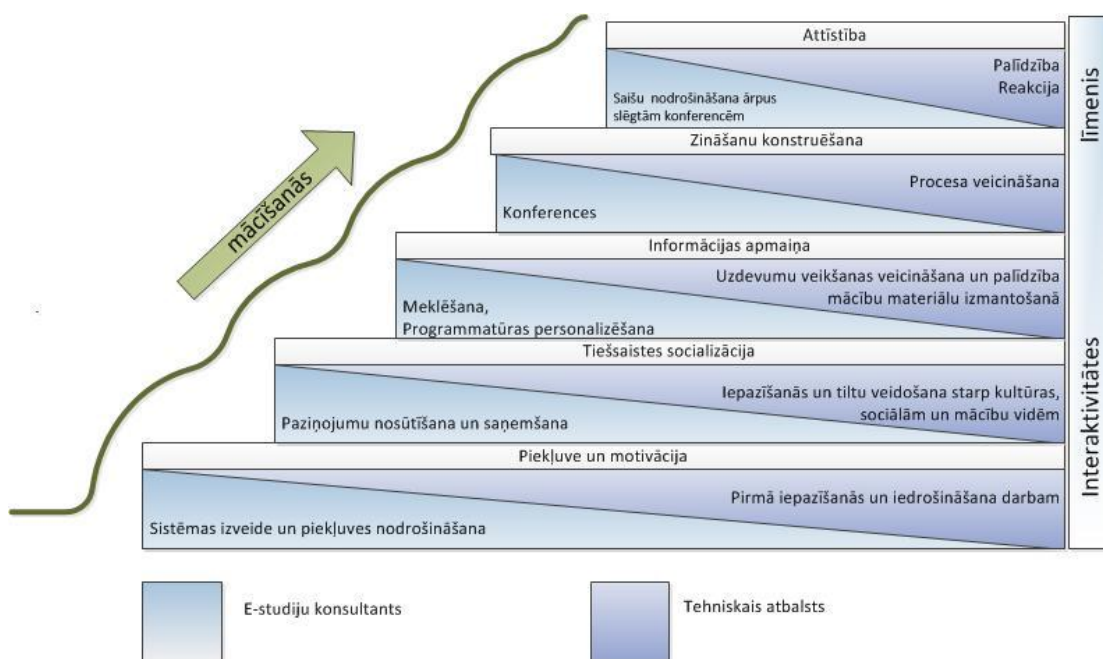 Attīstība
Palīdzība
Reakcija
Saišu nodrošināšana ārpus
slēgtām konferencēm
Zināšanu konstruēšana
Procesa veicināšana
Konferences
Informācijas apmaiņa
Uzdevumu veikšanas veicināšana un palīdzība
mācību materiālu izmantošanā
Meklēšana,
Programmatūras personalizēšana
Tiešsaistes socializācija
Iepazīšanās un tiltu veidošana starp kultūras,
sociālām un mācību vidēm
Paziņojumu nosūtīšana un saņemšana
Piekļuve un motivācija
Pirmā iepazīšanās un iedrošināšana darbam
Sistēmas izveide un piekļuves nodrošināšana
mācīšanās
Interaktivitātes līmenis
E-studiju konsultants
Tehniskais atbalsts